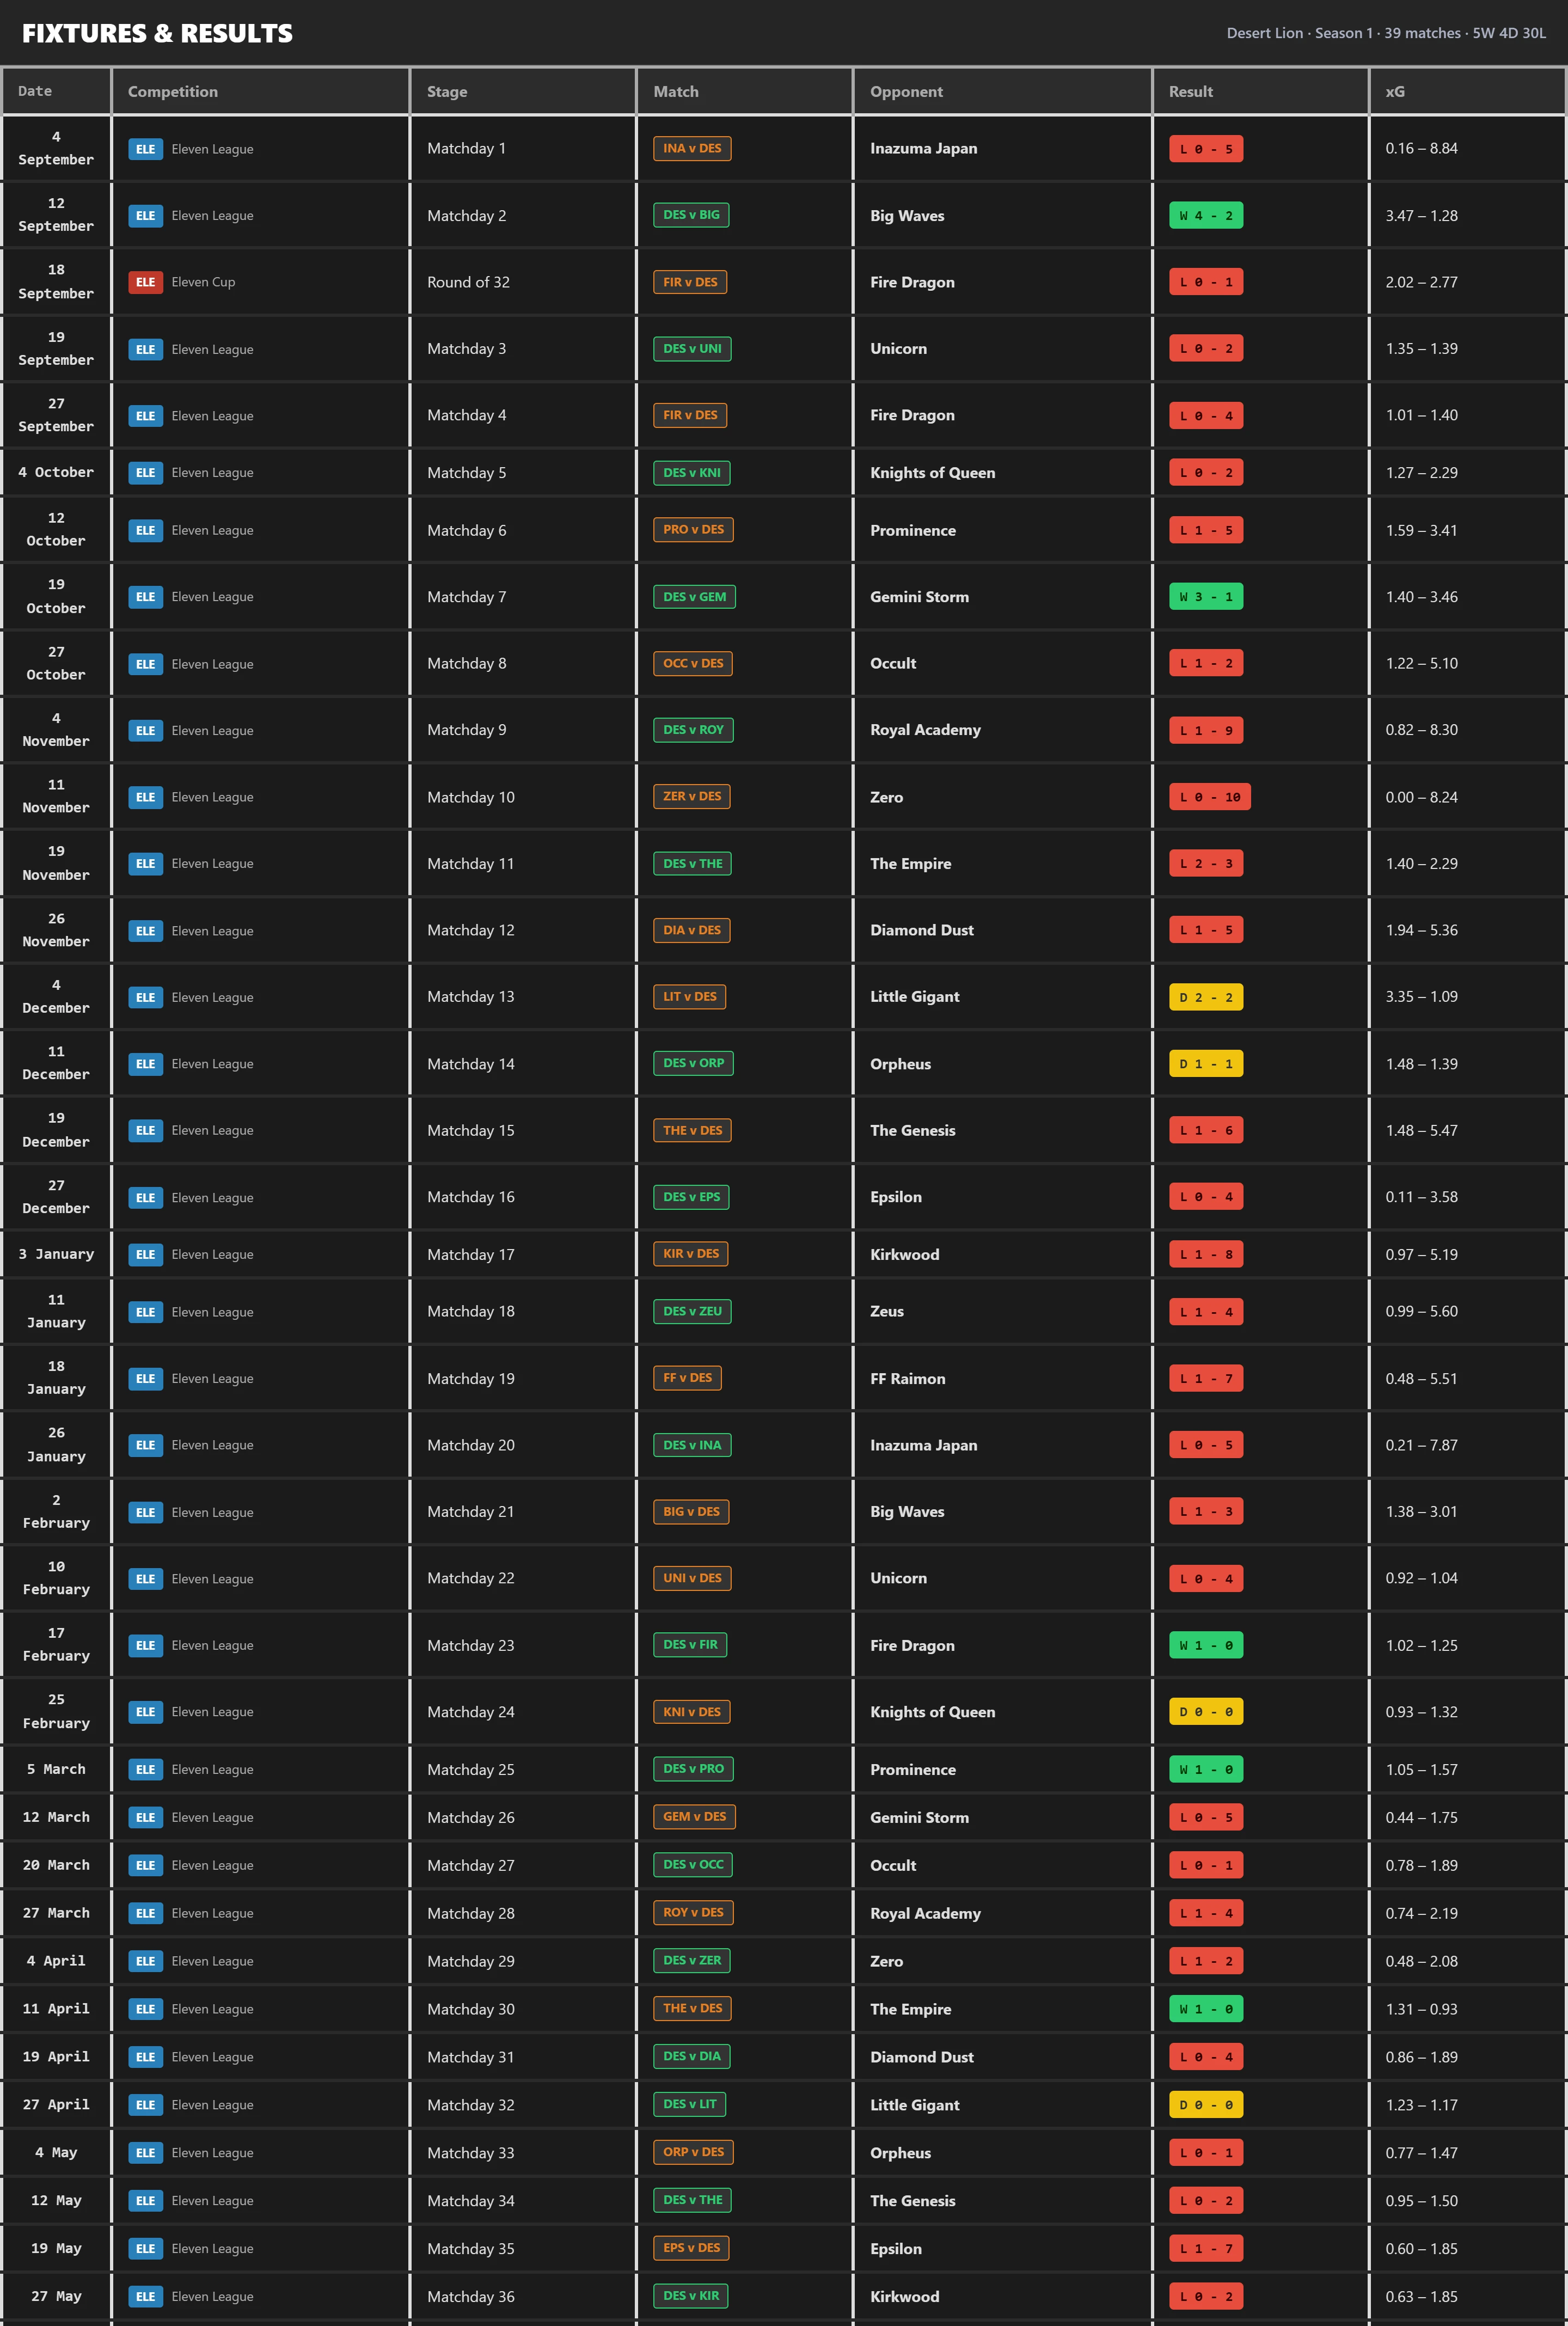 FIXTURES & RESULTS
Desert Lion · Season 1 · 39 matches · 5W 4D 30L
Date Competition Stage Match Opponent Result xG
4 September ELE Eleven League Matchday 1 INA v DES Inazuma Japan L 0 - 5 0.16 – 8.84
12 September ELE Eleven League Matchday 2 DES v BIG Big Waves W 4 - 2 3.47 – 1.28
18 September ELE Eleven Cup Round of 32 FIR v DES Fire Dragon L 0 - 1 2.02 – 2.77
19 September ELE Eleven League Matchday 3 DES v UNI Unicorn L 0 - 2 1.35 – 1.39
27 September ELE Eleven League Matchday 4 FIR v DES Fire Dragon L 0 - 4 1.01 – 1.40
4 October ELE Eleven League Matchday 5 DES v KNI Knights of Queen L 0 - 2 1.27 – 2.29
12 October ELE Eleven League Matchday 6 PRO v DES Prominence L 1 - 5 1.59 – 3.41
19 October ELE Eleven League Matchday 7 DES v GEM Gemini Storm W 3 - 1 1.40 – 3.46
27 October ELE Eleven League Matchday 8 OCC v DES Occult L 1 - 2 1.22 – 5.10
4 November ELE Eleven League Matchday 9 DES v ROY Royal Academy L 1 - 9 0.82 – 8.30
11 November ELE Eleven League Matchday 10 ZER v DES Zero L 0 - 10 0.00 – 8.24
19 November ELE Eleven League Matchday 11 DES v THE The Empire L 2 - 3 1.40 – 2.29
26 November ELE Eleven League Matchday 12 DIA v DES Diamond Dust L 1 - 5 1.94 – 5.36
4 December ELE Eleven League Matchday 13 LIT v DES Little Gigant D 2 - 2 3.35 – 1.09
11 December ELE Eleven League Matchday 14 DES v ORP Orpheus D 1 - 1 1.48 – 1.39
19 December ELE Eleven League Matchday 15 THE v DES The Genesis L 1 - 6 1.48 – 5.47
27 December ELE Eleven League Matchday 16 DES v EPS Epsilon L 0 - 4 0.11 – 3.58
3 January ELE Eleven League Matchday 17 KIR v DES Kirkwood L 1 - 8 0.97 – 5.19
11 January ELE Eleven League Matchday 18 DES v ZEU Zeus L 1 - 4 0.99 – 5.60
18 January ELE Eleven League Matchday 19 FF v DES FF Raimon L 1 - 7 0.48 – 5.51
26 January ELE Eleven League Matchday 20 DES v INA Inazuma Japan L 0 - 5 0.21 – 7.87
2 February ELE Eleven League Matchday 21 BIG v DES Big Waves L 1 - 3 1.38 – 3.01
10 February ELE Eleven League Matchday 22 UNI v DES Unicorn L 0 - 4 0.92 – 1.04
17 February ELE Eleven League Matchday 23 DES v FIR Fire Dragon W 1 - 0 1.02 – 1.25
25 February ELE Eleven League Matchday 24 KNI v DES Knights of Queen D 0 - 0 0.93 – 1.32
5 March ELE Eleven League Matchday 25 DES v PRO Prominence W 1 - 0 1.05 – 1.57
12 March ELE Eleven League Matchday 26 GEM v DES Gemini Storm L 0 - 5 0.44 – 1.75
20 March ELE Eleven League Matchday 27 DES v OCC Occult L 0 - 1 0.78 – 1.89
27 March ELE Eleven League Matchday 28 ROY v DES Royal Academy L 1 - 4 0.74 – 2.19
4 April ELE Eleven League Matchday 29 DES v ZER Zero L 1 - 2 0.48 – 2.08
11 April ELE Eleven League Matchday 30 THE v DES The Empire W 1 - 0 1.31 – 0.93
19 April ELE Eleven League Matchday 31 DES v DIA Diamond Dust L 0 - 4 0.86 – 1.89
27 April ELE Eleven League Matchday 32 DES v LIT Little Gigant D 0 - 0 1.23 – 1.17
4 May ELE Eleven League Matchday 33 ORP v DES Orpheus L 0 - 1 0.77 – 1.47
12 May ELE Eleven League Matchday 34 DES v THE The Genesis L 0 - 2 0.95 – 1.50
19 May ELE Eleven League Matchday 35 EPS v DES Epsilon L 1 - 7 0.60 – 1.85
27 May ELE Eleven League Matchday 36 DES v KIR Kirkwood L 0 - 2 0.63 – 1.85